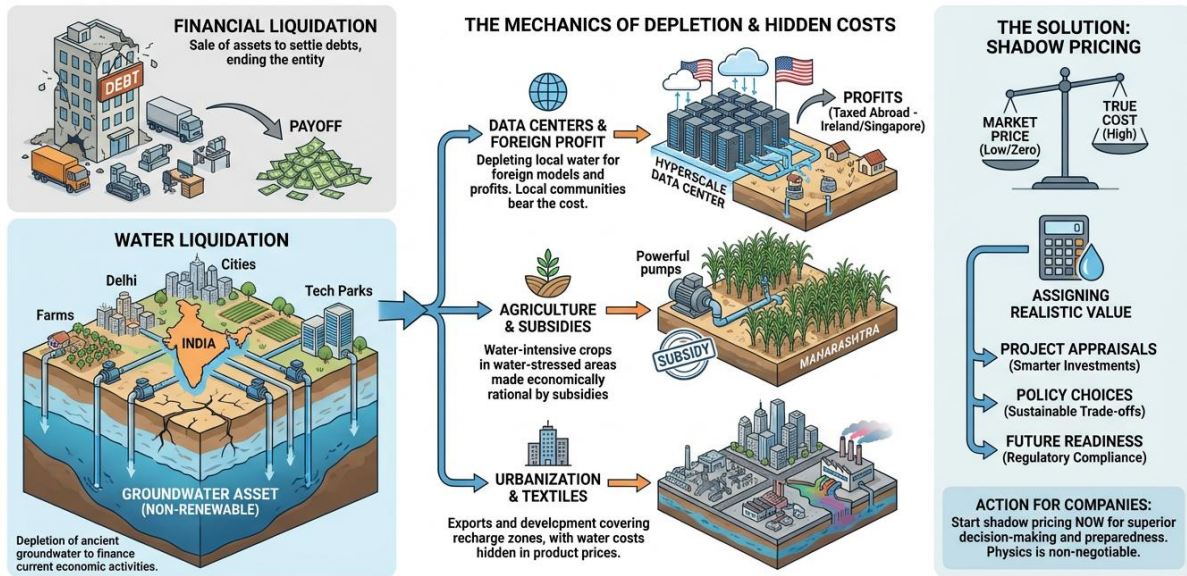 FINANCIAL LIQUIDATION
Sale of assets to settle debts,
ending the entity
DEBT
PAYOFF
WATER LIQUIDATION
Cities
Delhi
Tech Parks
Farms
INDIA
GROUNDWATER ASSET
(NON-RENEWABLE)
Depletion of ancient
groundwater to finance
current economic activities.
THE MECHANICS OF DEPLETION & HIDDEN COSTS
DATA CENTERS &
FOREIGN PROFIT
Depleting local water for
foreign models and
profits. Local communities
bear the cost.
HYPERSCALE
DATA CENTER
PROFITS
(Taxed Abroad -
Ireland/Singapore)
AGRICULTURE
& SUBSIDIES
Water-intensive crops
in water-stressed areas
made economically
rational by subsidies
Powerful
pumps
SUBSIDY
MAHARASHTRA
URBANIZATION
& TEXTILES
Exports and development covering
recharge zones, with water costs
hidden in product prices.
THE SOLUTION:
SHADOW PRICING
MARKET
PRICE
(Low/Zero)
TRUE
COST
(High)
0
ASSIGNING
REALISTIC VALUE
PROJECT APPRAISALS
(Smarter Investments)
POLICY CHOICES
(Sustainable Trade-offs)
FUTURE READINESS
(Regulatory Compliance)
ACTION FOR COMPANIES:
Start shadow pricing NOW for superior
decision-making and preparedness.
Physics is non-negotiable.